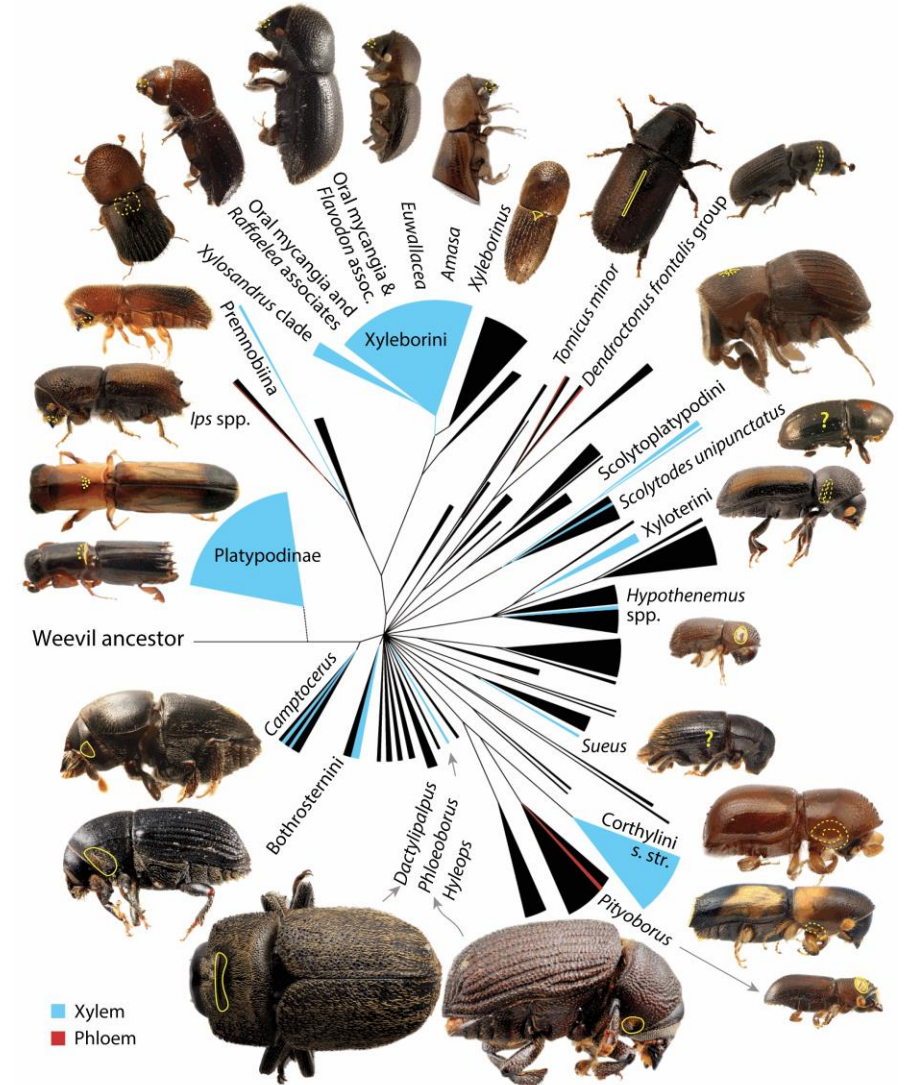 Oral mycangia and
Raffaelea associates
Oral mycangia &
Flavodon assoc.
Euwallacea
Amasa
Xyleborinus
Tomicus minor
Dendroctonus frontalis group
Xylosandrus clade
Premnobiina
Ips spp.
Xyleborini
Scolytoplatypodini
Scolytodes unipunctatus
Xyloterini
?
Platypodinae
Hypothenemus
spp.
Weevil ancestor
Camptocerus
Bothrosternini
Sueus
?
Dactylipalpus
Phloeoborus
Hyleops
Corthylini
s. str.
Pityoborus
Xylem
Phloem